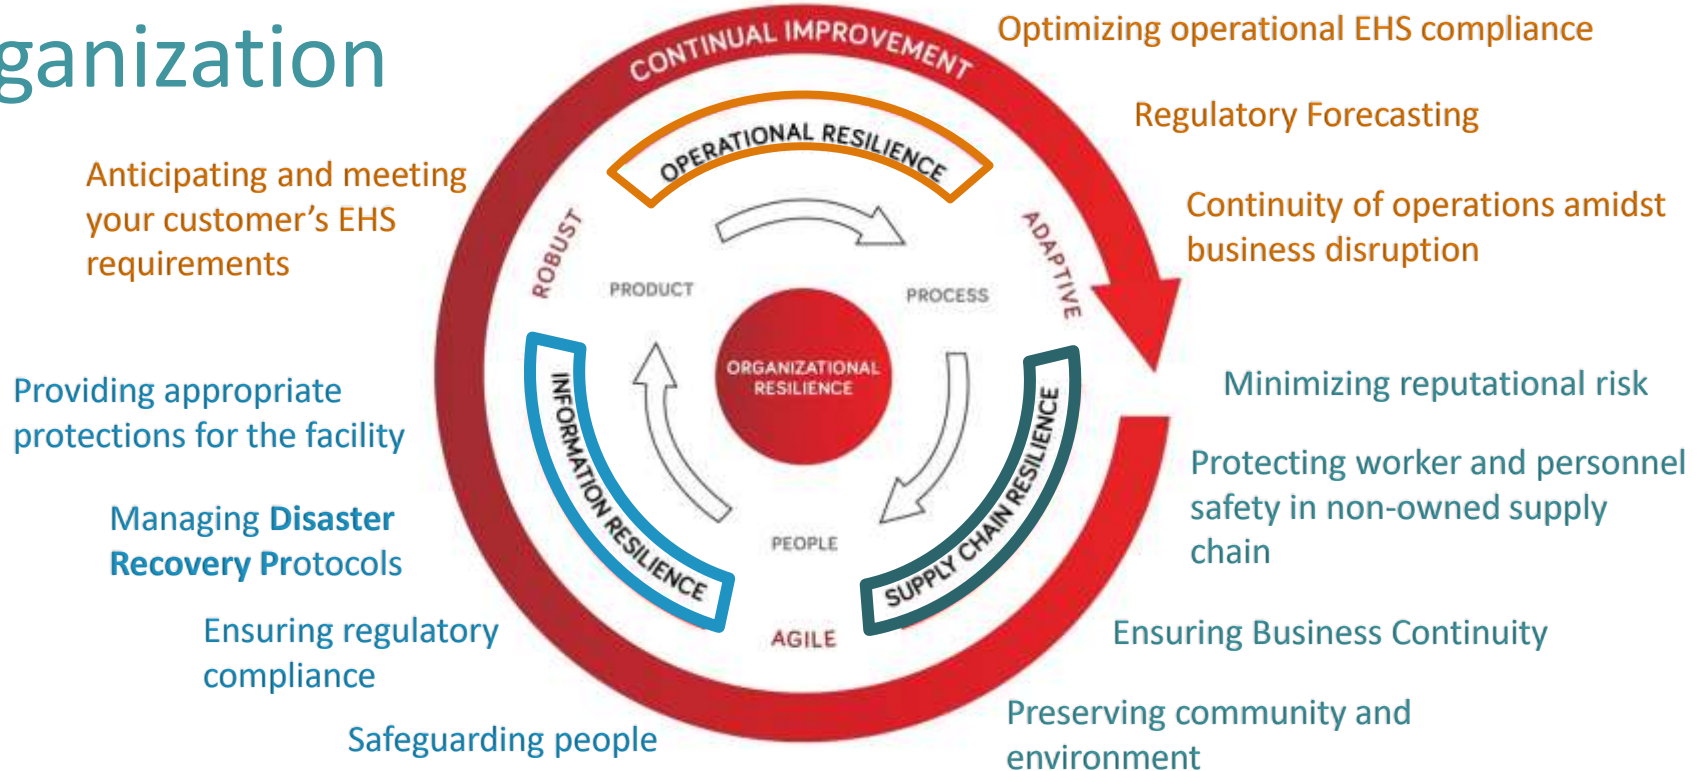 ganization
CONTINUAL IMPROVEMENT
Optimizing operational EHS compliance
Regulatory Forecasting
Continuity of operations amidst
business disruption
Anticipating and meeting
your customer's EHS
requirements
OPERATIONAL RESILIENCE
ROBUST
ADAPTIVE
PRODUCT
PROCESS
ORGANIZATIONAL
RESILIENCE
PEOPLE
INFORMATION RESILIENCE
SUPPLY CHAIN RESILIENCE
AGILE
Providing appropriate
protections for the facility
Managing Disaster
Recovery Protocols
Ensuring regulatory
compliance
Safeguarding people
Minimizing reputational risk
Protecting worker and personnel
safety in non-owned supply
chain
Ensuring Business Continuity
Preserving community and
environment